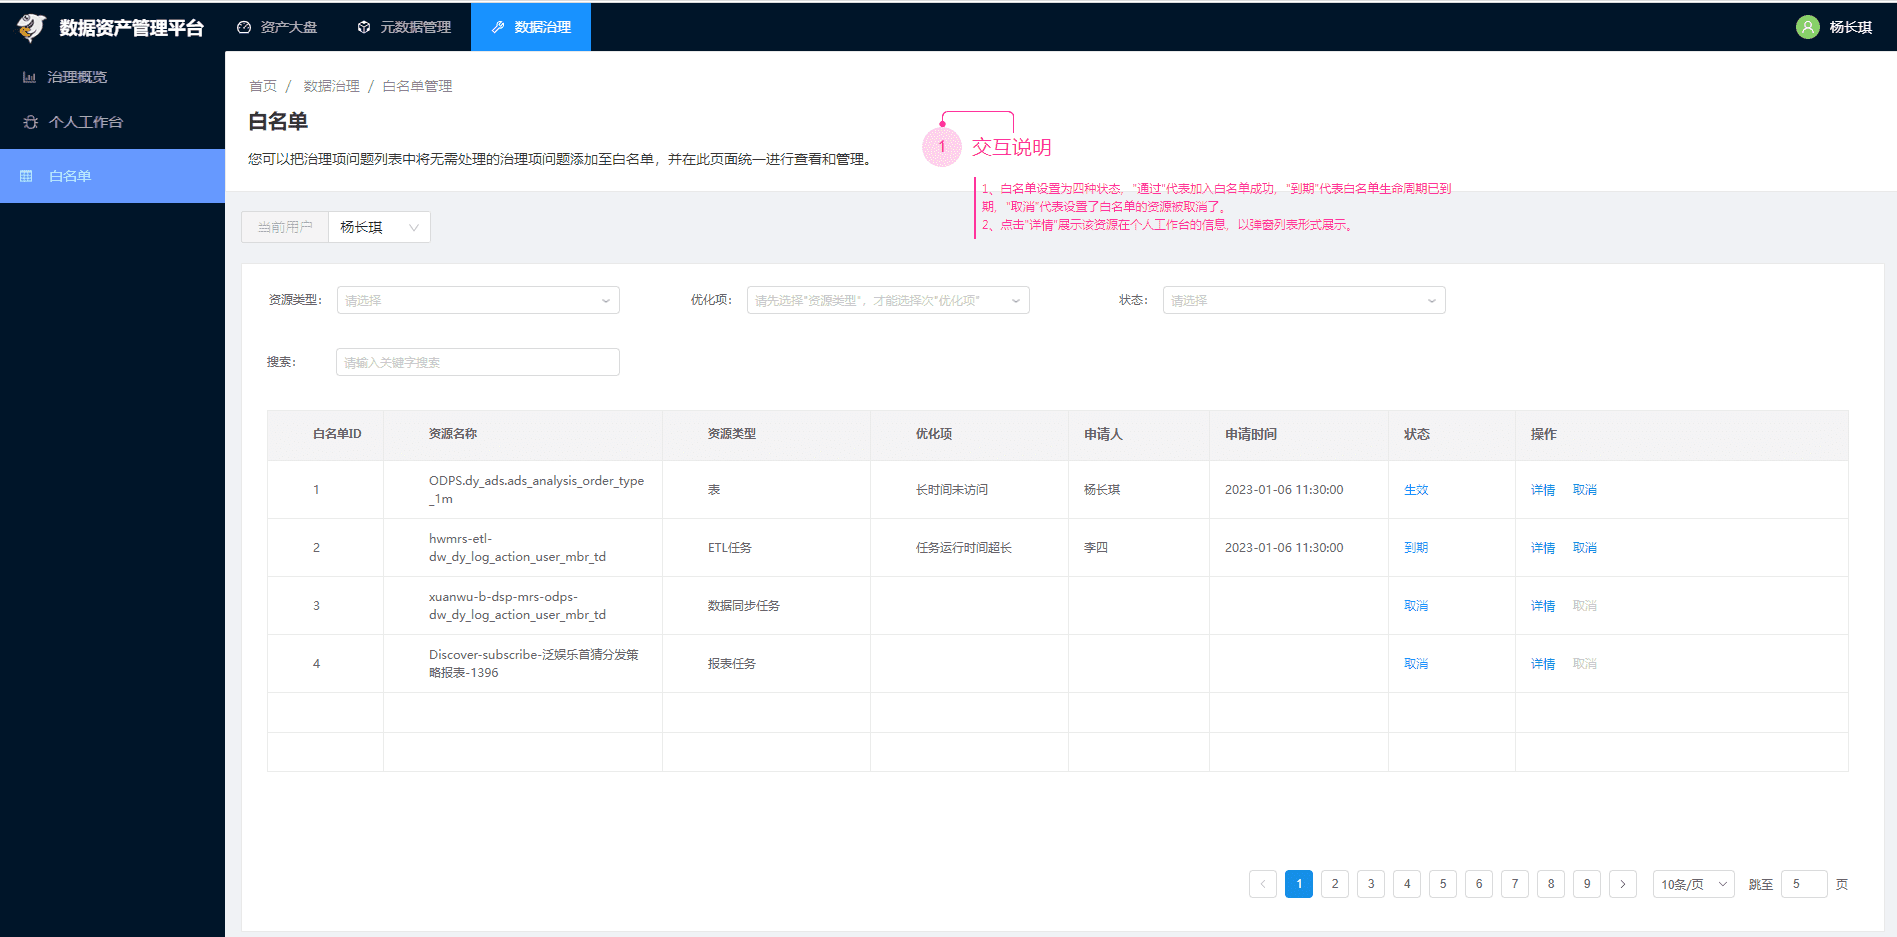 数据资产管理平台
资产大盘
元数据管理
数据治理
杨长琪
治理概览
个人工作台
白名单
首页 / 数据治理 / 白名单管理
白名单
您可以把治理项问题列表中将无需处理的治理项问题添加至白名单，并在此页面统一进行查看和管理。
1
交互说明
1、白名单设置为四种状态，"通过"代表加入白名单成功，"到期"代表白名单生命周期已到
期，"取消"代表设置了白名单的资源被取消了。
2、点击"详情"展示该资源在个人工作台的信息，以弹窗列表形式展示。
当前用户 杨长琪
资源类型： 请选择
优化项： 请先选择"资源类型"，才能选择次"优化项"
状态： 请选择
搜索： 请输入关键字搜索
白名单ID 资源名称 资源类型 优化项 申请人 申请时间 状态 操作
1 ODPS.dy_ads.ads_analysis_order_type
_1m 表 长时间未访问 杨长琪 2023-01-06 11:30:00 生效 详情 取消
2 hwmrs-etl-
dw_dy_log_action_user_mbr_td ETL任务 任务运行时间超长 李四 2023-01-06 11:30:00 到期 详情 取消
3 xuanwu-b-dsp-mrs-odps-
dw_dy_log_action_user_mbr_td 数据同步任务 取消 详情 取消
4 Discover-subscribe-泛娱乐首猜分发策
略报表-1396 报表任务 取消 详情 取消
1 2 3 4 5 6 7 8 9 10条/页 跳至 5 页